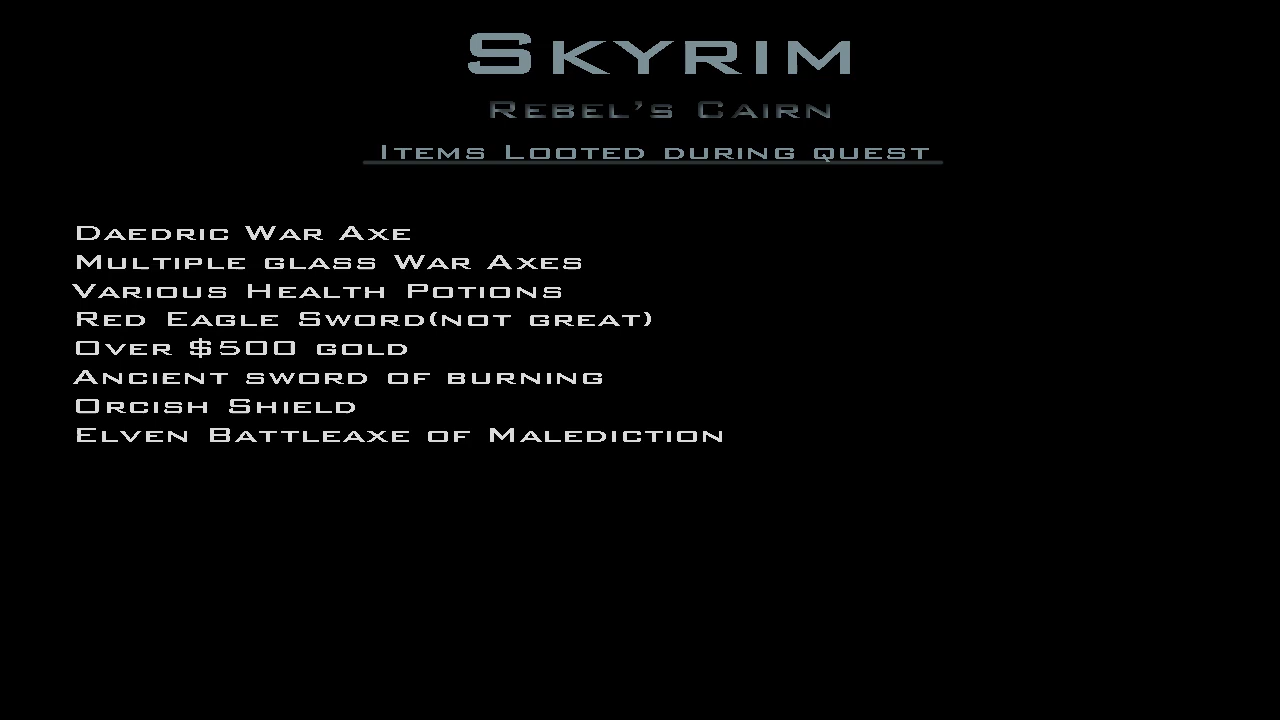 Skyrim
Rebel's Cairn
Items Looted during quest
Daedric War Axe
Multiple glass War Axes
Various Health Potions
Red Eagle Sword(not great)
Over $500 gold
Ancient sword of burning
Orcish Shield
Elven Battleaxe of Malediction